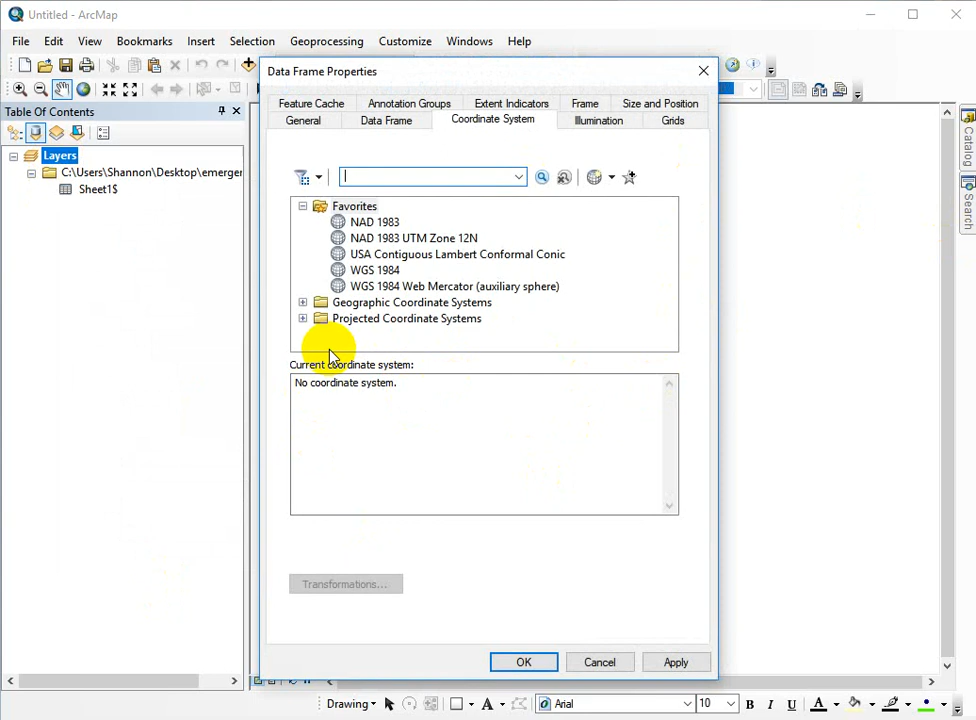 Untitled - ArcMap
File Edit View Bookmarks Insert Selection Geoprocessing Customize Windows Help
Table Of Contents
Layers
C:\Users\Shannon\Desktop\emerger
Sheet1$
Data Frame Properties
Feature Cache Annotation Groups Extent Indicators Frame Size and Position
General Data Frame Coordinate System Illumination Grids
Favorites
NAD 1983
NAD 1983 UTM Zone 12N
USA Contiguous Lambert Conformal Conic
WGS 1984
WGS 1984 Web Mercator (auxiliary sphere)
Geographic Coordinate Systems
Projected Coordinate Systems
Current coordinate system:
No coordinate system.
Transformations...
OK Cancel Apply
Catalog
Search
Drawing A Arial 10 B I U A